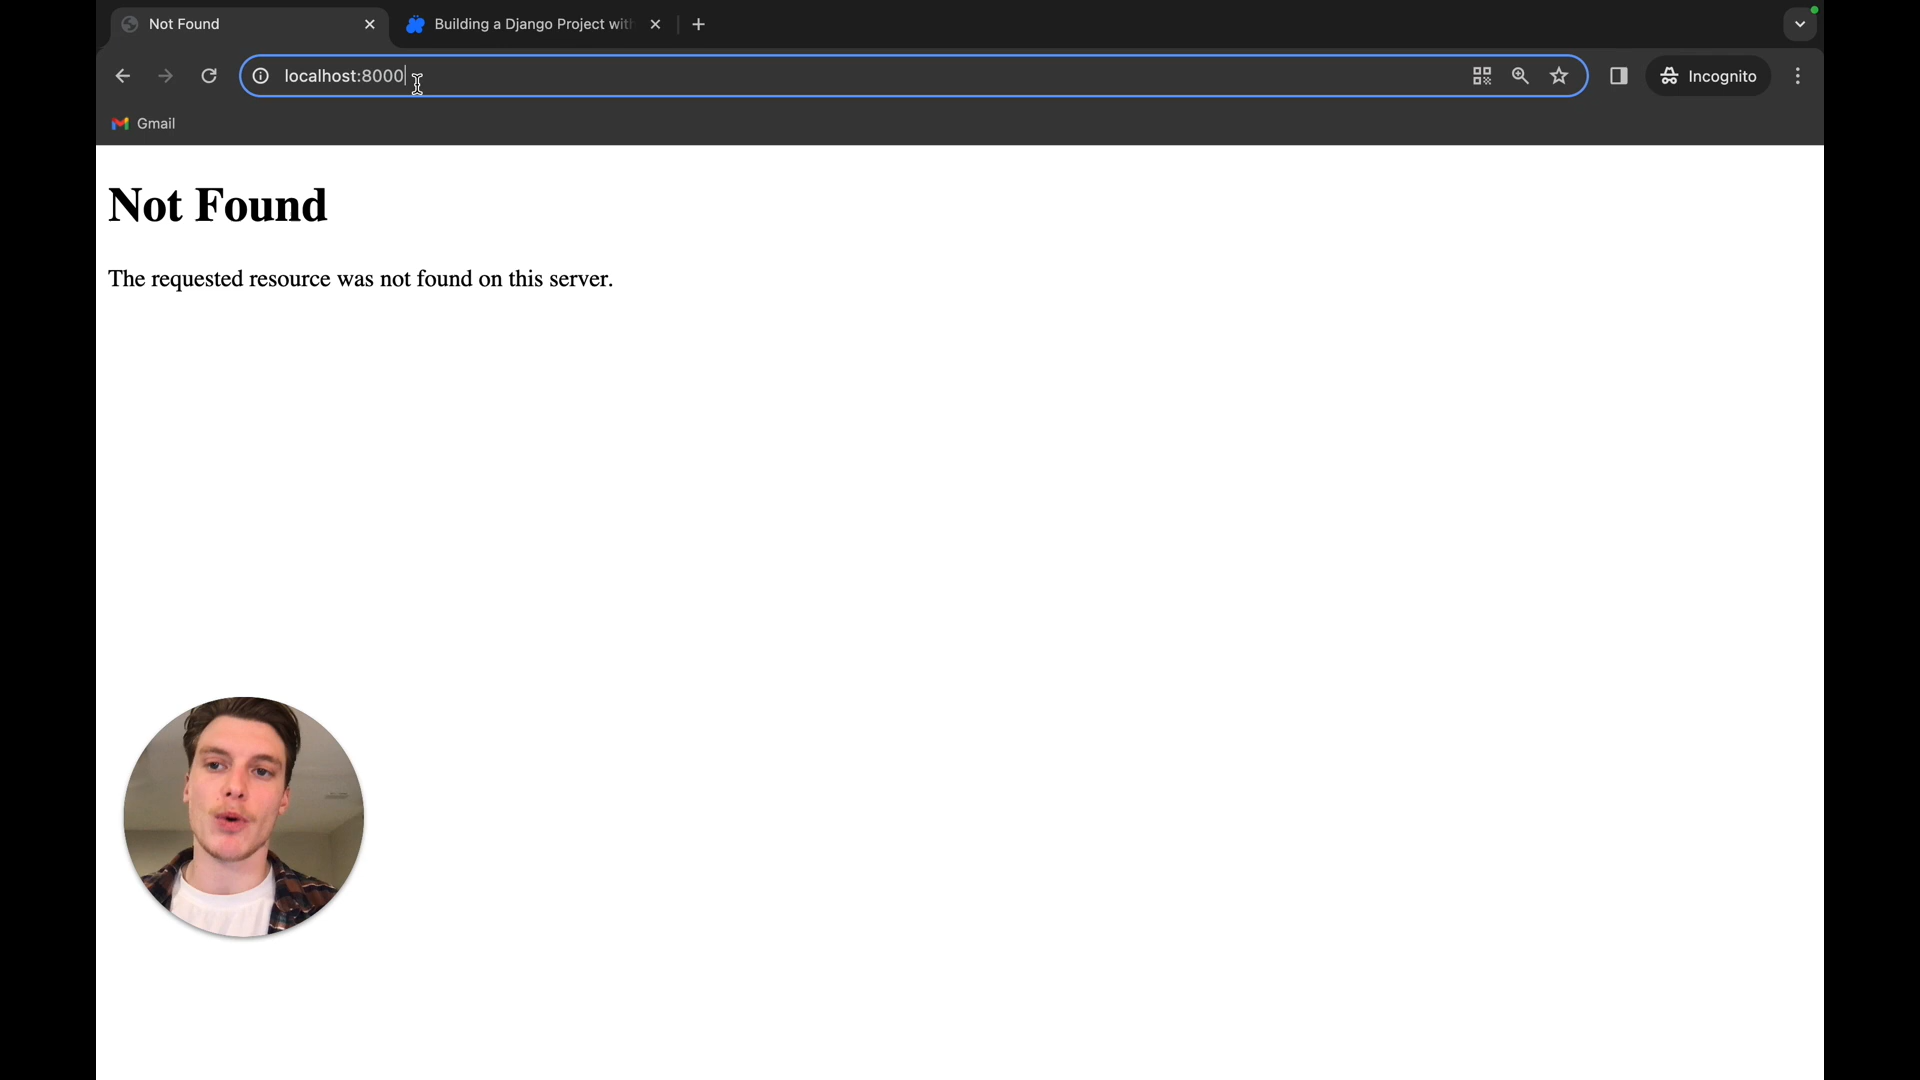 Not Found
Building a Django Project with
localhost:8000
Incognito
Gmail
Not Found
The requested resource was not found on this server.